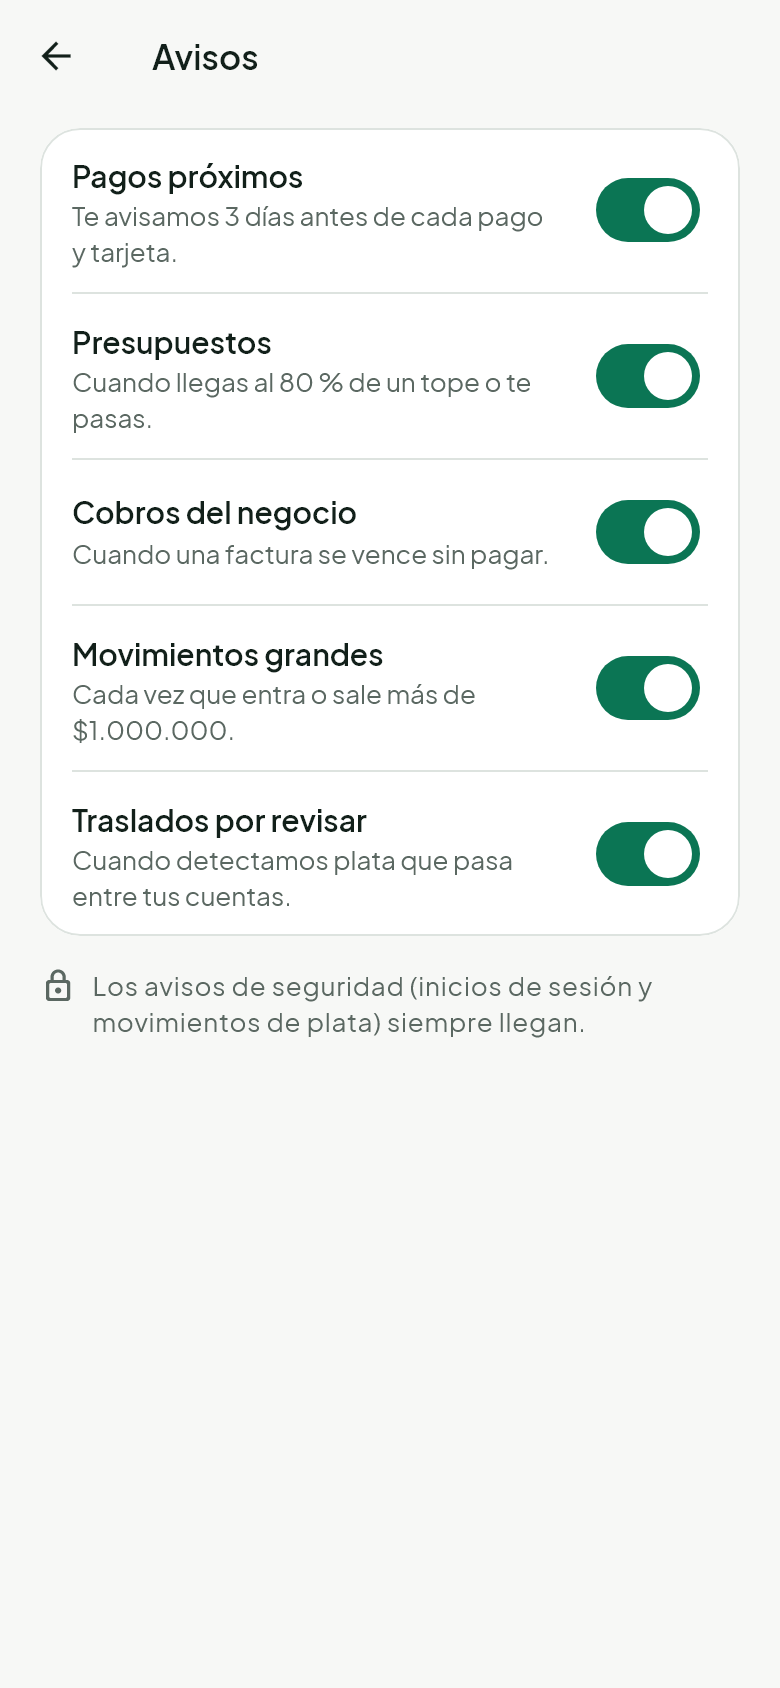 Avisos
Pagos próximos
Te avisamos 3 días antes de cada pago
y tarjeta.
Presupuestos
Cuando llegas al 80 % de un tope o te
pasas.
Cobros del negocio
Cuando una factura se vence sin pagar.
Movimientos grandes
Cada vez que entra o sale más de
$1.000.000.
Traslados por revisar
Cuando detectamos plata que pasa
entre tus cuentas.
Los avisos de seguridad (inicios de sesión y
movimientos de plata) siempre llegan.